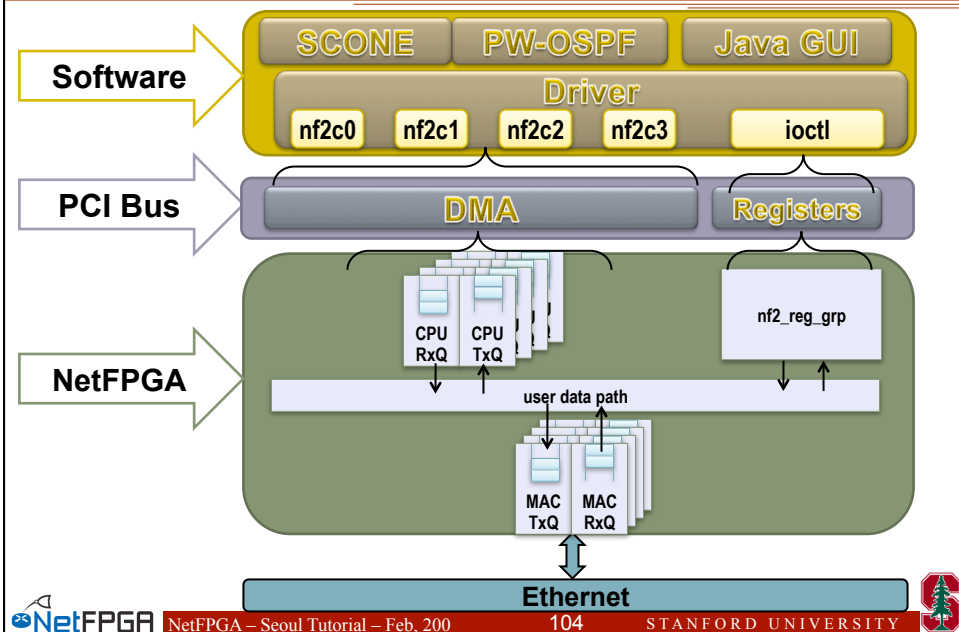 SCONE
PW-OSPF
Java GUI
Software
Driver
nf2c0
nf2c1
nf2c2
nf2c3
ioctl
PCI Bus
DMA
Registers
CPU
RxQ
CPU
TxQ
nf2_reg_grp
NetFPGA
user data path
MAC
TxQ
MAC
RxQ
Ethernet
NetFPGA
NetFPGA – Seoul Tutorial – Feb, 200
104
STANFORD UNIVERSITY